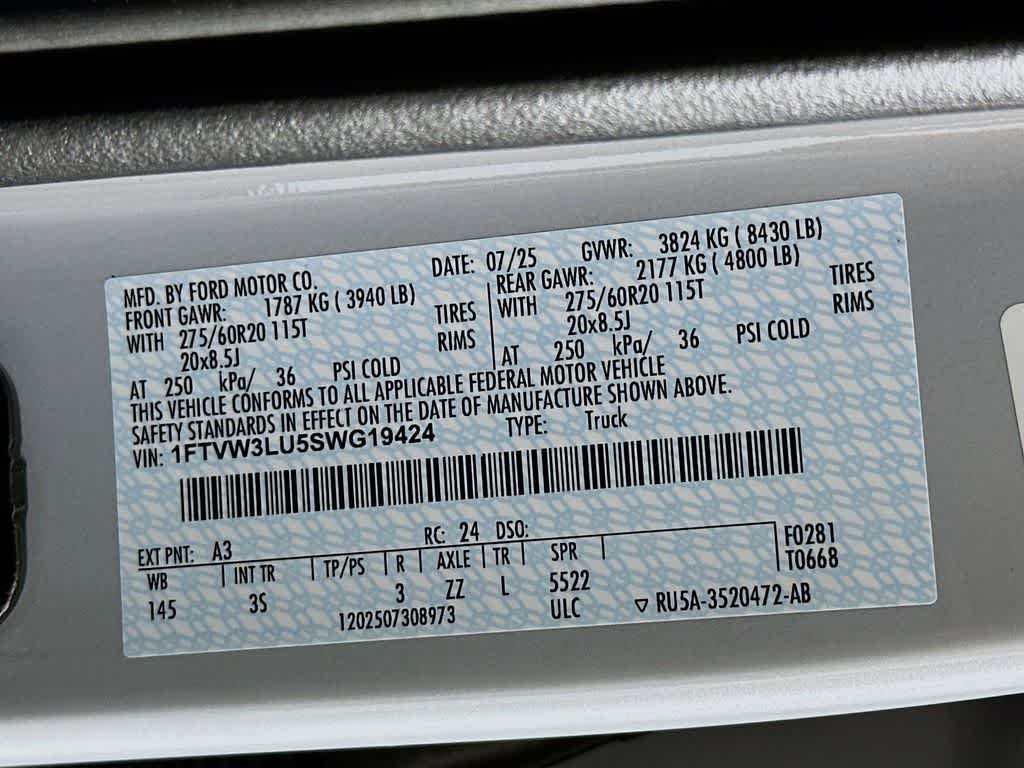 MFD. BY FORD MOTOR CO. DATE: 07/25 GVWR: 3824 KG ( 8430 LB)
FRONT GAWR: 1787 KG ( 3940 LB) REAR GAWR: 2177 KG ( 4800 LB)
WITH 275/60R20 115T TIRES WITH 275/60R20 115T TIRES
20x8.5J RIMS 20x8.5J RIMS
AT 250 kPa/ 36 PSI COLD AT 250 kPa/ 36 PSI COLD
THIS VEHICLE CONFORMS TO ALL APPLICABLE FEDERAL MOTOR VEHICLE
SAFETY STANDARDS IN EFFECT ON THE DATE OF MANUFACTURE SHOWN ABOVE.
VIN: 1FTVW3LU5SWG19424 TYPE: Truck
EXT PNT: A3 RC: 24 DSO: F0281
WB INT TR TP/PS R AXLE TR SPR T0668
145 3S 3 ZZ L 5522
1202507308973 ULC ▽ RU5A-3520472-AB